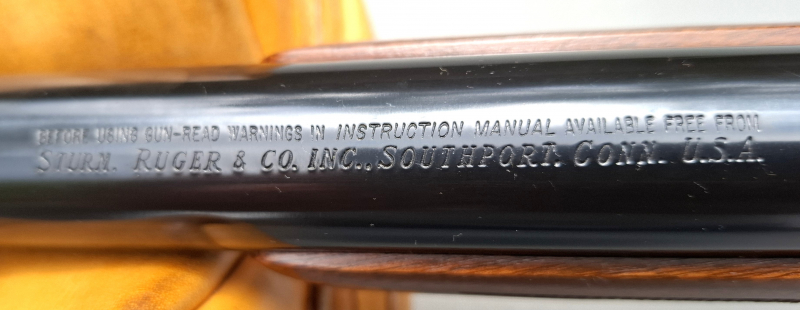 BEFORE USING GUN-READ WARNINGS IN INSTRUCTION MANUAL AVAILABLE FREE FROM
STURM, RUGER & CO. INC., SOUTHPORT, CONN. U.S.A.